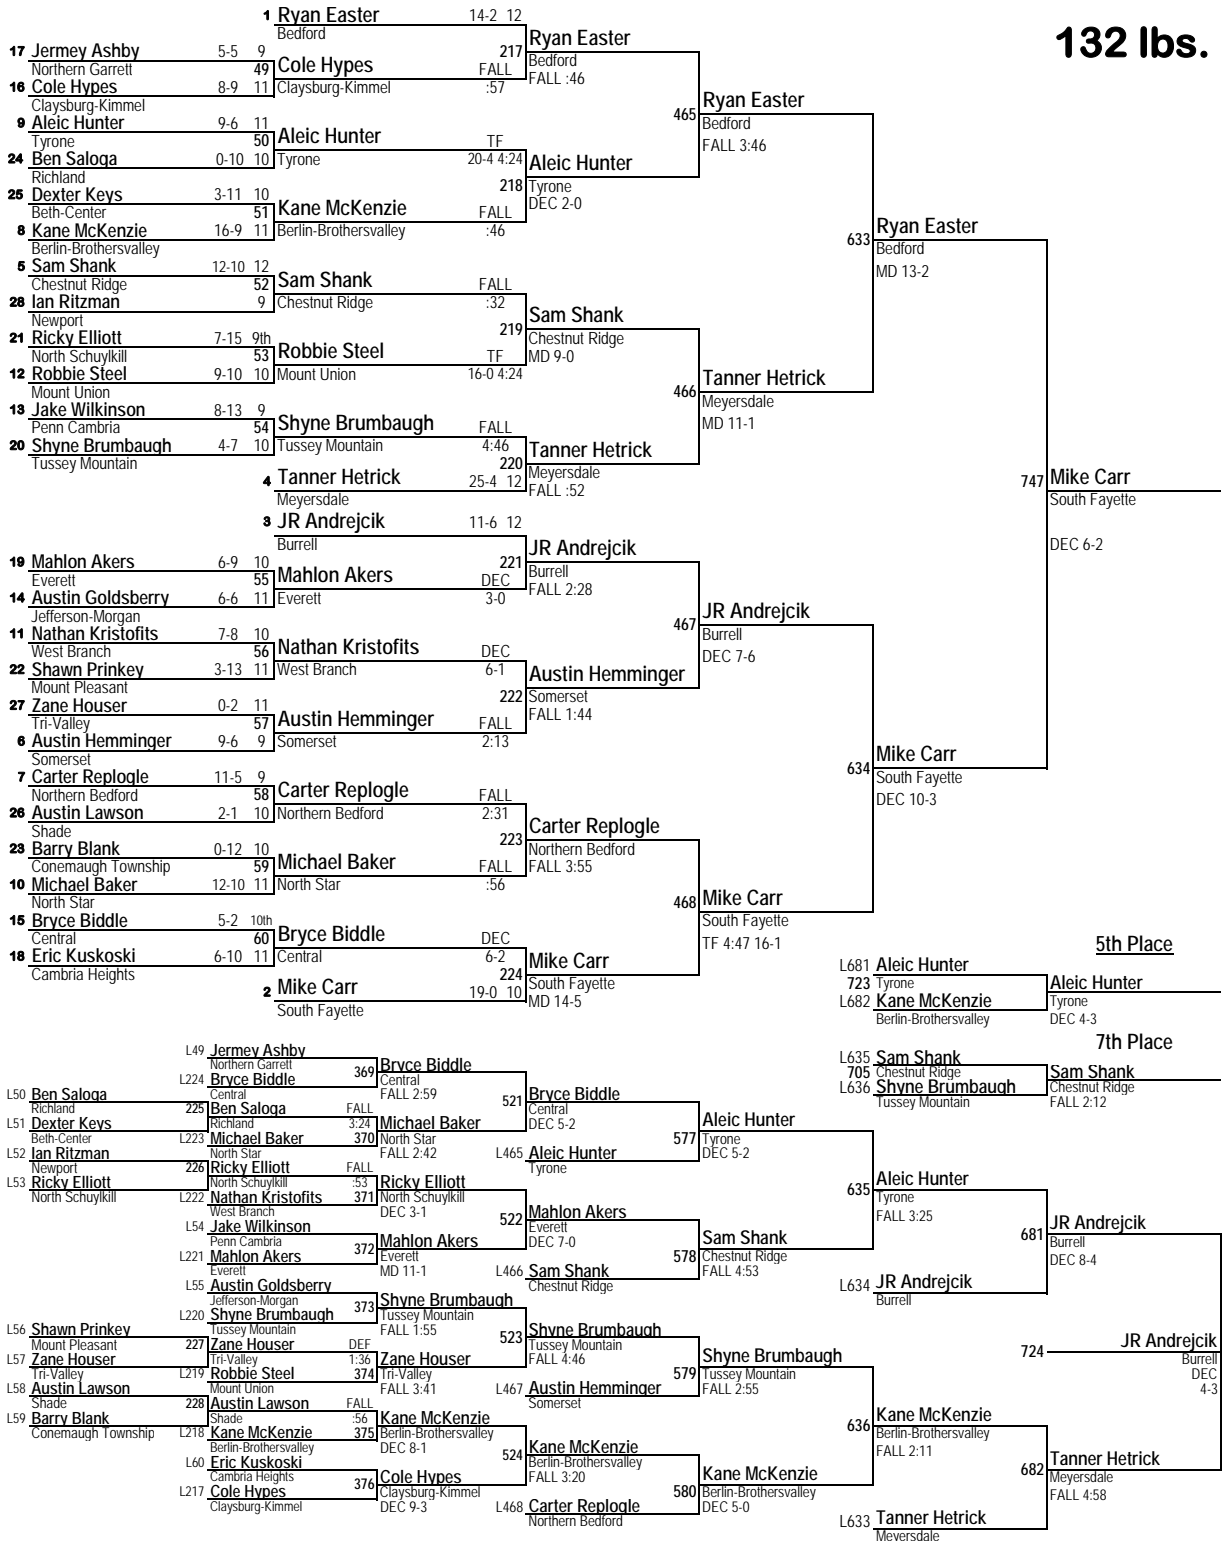 132 lbs.
1 Ryan Easter 14-2 12
Bedford
17 Jermey Ashby 5-5 9
Northern Garrett
49
16 Cole Hypes 8-9 11
Claysburg-Kimmel
Cole Hypes FALL
Claysburg-Kimmel :57
217
Ryan Easter
Bedford
FALL :46
9 Aleic Hunter 9-6 11
Tyrone
50
24 Ben Saloga 0-10 10
Richland
Aleic Hunter TF
Tyrone 20-4 4:24
25 Dexter Keys 3-11 10
Beth-Center
51
8 Kane McKenzie 16-9 11
Berlin-Brothersvalley
Kane McKenzie FALL
Berlin-Brothersvalley :46
218
Aleic Hunter
Tyrone
DEC 2-0
465
Ryan Easter
Bedford
FALL 3:46
5 Sam Shank 12-10 12
Chestnut Ridge
52
28 Ian Ritzman 9
Newport
Sam Shank FALL
Chestnut Ridge :32
21 Ricky Elliott 7-15 9th
North Schuylkill
53
12 Robbie Steel 9-10 10
Mount Union
Robbie Steel TF
Mount Union 16-0 4:24
219
Sam Shank
Chestnut Ridge
MD 9-0
13 Jake Wilkinson 8-13 9
Penn Cambria
54
20 Shyne Brumbaugh 4-7 10
Tussey Mountain
Shyne Brumbaugh FALL
Tussey Mountain 4:46
4 Tanner Hetrick 25-4 12
Meyersdale
220
Tanner Hetrick
Meyersdale
FALL :52
466
Tanner Hetrick
Meyersdale
MD 11-1
633
Ryan Easter
Bedford
MD 13-2
3 JR Andrejcik 11-6 12
Burrell
19 Mahlon Akers 6-9 10
Everett
55
14 Austin Goldsberry 6-6 11
Jefferson-Morgan
Mahlon Akers DEC
Everett 3-0
221
JR Andrejcik
Burrell
FALL 2:28
11 Nathan Kristofits 7-8 10
West Branch
56
22 Shawn Prinkey 3-13 11
Mount Pleasant
Nathan Kristofits DEC
West Branch 6-1
27 Zane Houser 0-2 11
Tri-Valley
57
6 Austin Hemminger 9-6 9
Somerset
Austin Hemminger FALL
Somerset 2:13
222
Austin Hemminger
Somerset
FALL 1:44
467
JR Andrejcik
Burrell
DEC 7-6
7 Carter Replogle 11-5 9
Northern Bedford
58
26 Austin Lawson 2-1 10
Shade
Carter Replogle FALL
Northern Bedford 2:31
23 Barry Blank 0-12 10
Conemaugh Township
59
10 Michael Baker 12-10 11
North Star
Michael Baker FALL
North Star :56
223
Carter Replogle
Northern Bedford
FALL 3:55
15 Bryce Biddle 5-2 10th
Central
60
18 Eric Kuskoski 6-10 11
Cambria Heights
Bryce Biddle DEC
Central 6-2
2 Mike Carr 19-0 10
South Fayette
224
Mike Carr
South Fayette
MD 14-5
468
Mike Carr
South Fayette
TF 4:47 16-1
634
Mike Carr
South Fayette
DEC 10-3
747
Mike Carr
South Fayette
DEC 6-2
5th Place
L681 Aleic Hunter
723 Tyrone
L682 Kane McKenzie
Berlin-Brothersvalley
Aleic Hunter
Tyrone
DEC 4-3
7th Place
L635 Sam Shank
705 Chestnut Ridge
L636 Shyne Brumbaugh
Tussey Mountain
Sam Shank
Chestnut Ridge
FALL 2:12
L49 Jermey Ashby
Northern Garrett
L224 Bryce Biddle
Central
369
Bryce Biddle
Central
FALL 2:59
L50 Ben Saloga
Richland
L51 Dexter Keys
Beth-Center
225
Ben Saloga FALL
Richland 3:24
L223 Michael Baker
North Star
370
Michael Baker
North Star
FALL 2:42
521
Bryce Biddle
Central
DEC 5-2
L465 Aleic Hunter
Tyrone
577
Aleic Hunter
Tyrone
DEC 5-2
L52 Ian Ritzman
Newport
L53 Ricky Elliott
North Schuylkill
226
Ricky Elliott FALL
North Schuylkill :53
L222 Nathan Kristofits
West Branch
371
Ricky Elliott
North Schuylkill
DEC 3-1
L54 Jake Wilkinson
Penn Cambria
L221 Mahlon Akers
Everett
372
Mahlon Akers
Everett
MD 11-1
522
Mahlon Akers
Everett
DEC 7-0
L466 Sam Shank
Chestnut Ridge
578
Sam Shank
Chestnut Ridge
FALL 4:53
635
Aleic Hunter
Tyrone
FALL 3:25
L634 JR Andrejcik
Burrell
681
JR Andrejcik
Burrell
DEC 8-4
L55 Austin Goldsberry
Jefferson-Morgan
L220 Shyne Brumbaugh
Tussey Mountain
373
Shyne Brumbaugh
Tussey Mountain
FALL 1:55
L56 Shawn Prinkey
Mount Pleasant
L57 Zane Houser
Tri-Valley
227
Zane Houser DEF
Tri-Valley 1:36
L219 Robbie Steel
Mount Union
374
Zane Houser
Tri-Valley
FALL 3:41
523
Shyne Brumbaugh
Tussey Mountain
FALL 4:46
L467 Austin Hemminger
Somerset
579
Shyne Brumbaugh
Tussey Mountain
FALL 2:55
L58 Austin Lawson
Shade
L59 Barry Blank
Conemaugh Township
228
Austin Lawson FALL
Shade :56
L218 Kane McKenzie
Berlin-Brothersvalley
375
Kane McKenzie
Berlin-Brothersvalley
DEC 8-1
L60 Eric Kuskoski
Cambria Heights
L217 Cole Hypes
Claysburg-Kimmel
376
Cole Hypes
Claysburg-Kimmel
DEC 9-3
524
Kane McKenzie
Berlin-Brothersvalley
FALL 3:20
L468 Carter Replogle
Northern Bedford
580
Kane McKenzie
Berlin-Brothersvalley
DEC 5-0
636
Kane McKenzie
Berlin-Brothersvalley
FALL 2:11
L633 Tanner Hetrick
Meyersdale
682
Tanner Hetrick
Meyersdale
FALL 4:58
724
JR Andrejcik
Burrell
DEC
4-3